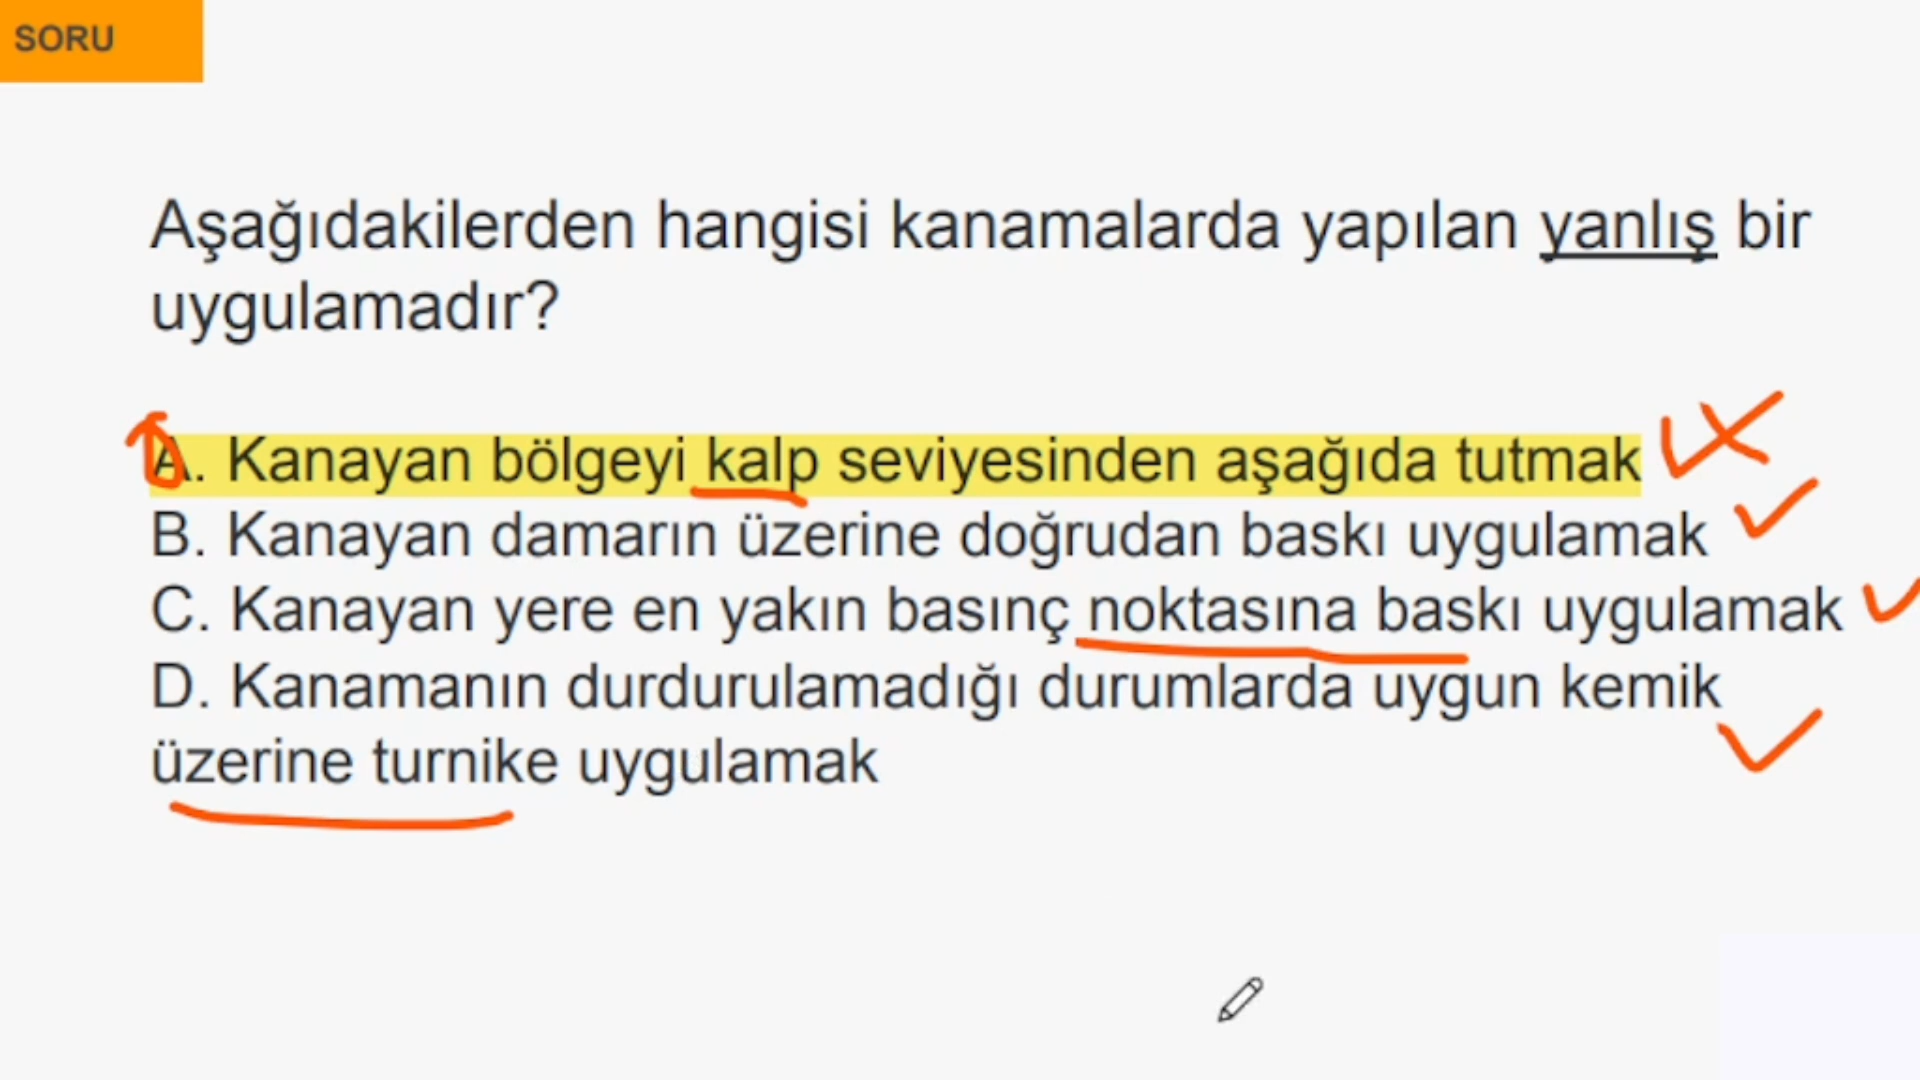 SORU
Aşağıdakilerden hangisi kanamalarda yapılan yanlış bir
uygulamadır?
A. Kanayan bölgeyi kalp seviyesinden aşağıda tutmak
B. Kanayan damarın üzerine doğrudan baskı uygulamak
C. Kanayan yere en yakın basınç noktasına baskı uygulamak
D. Kanamanın durdurulamadığı durumlarda uygun kemik
üzerine turnike uygulamak